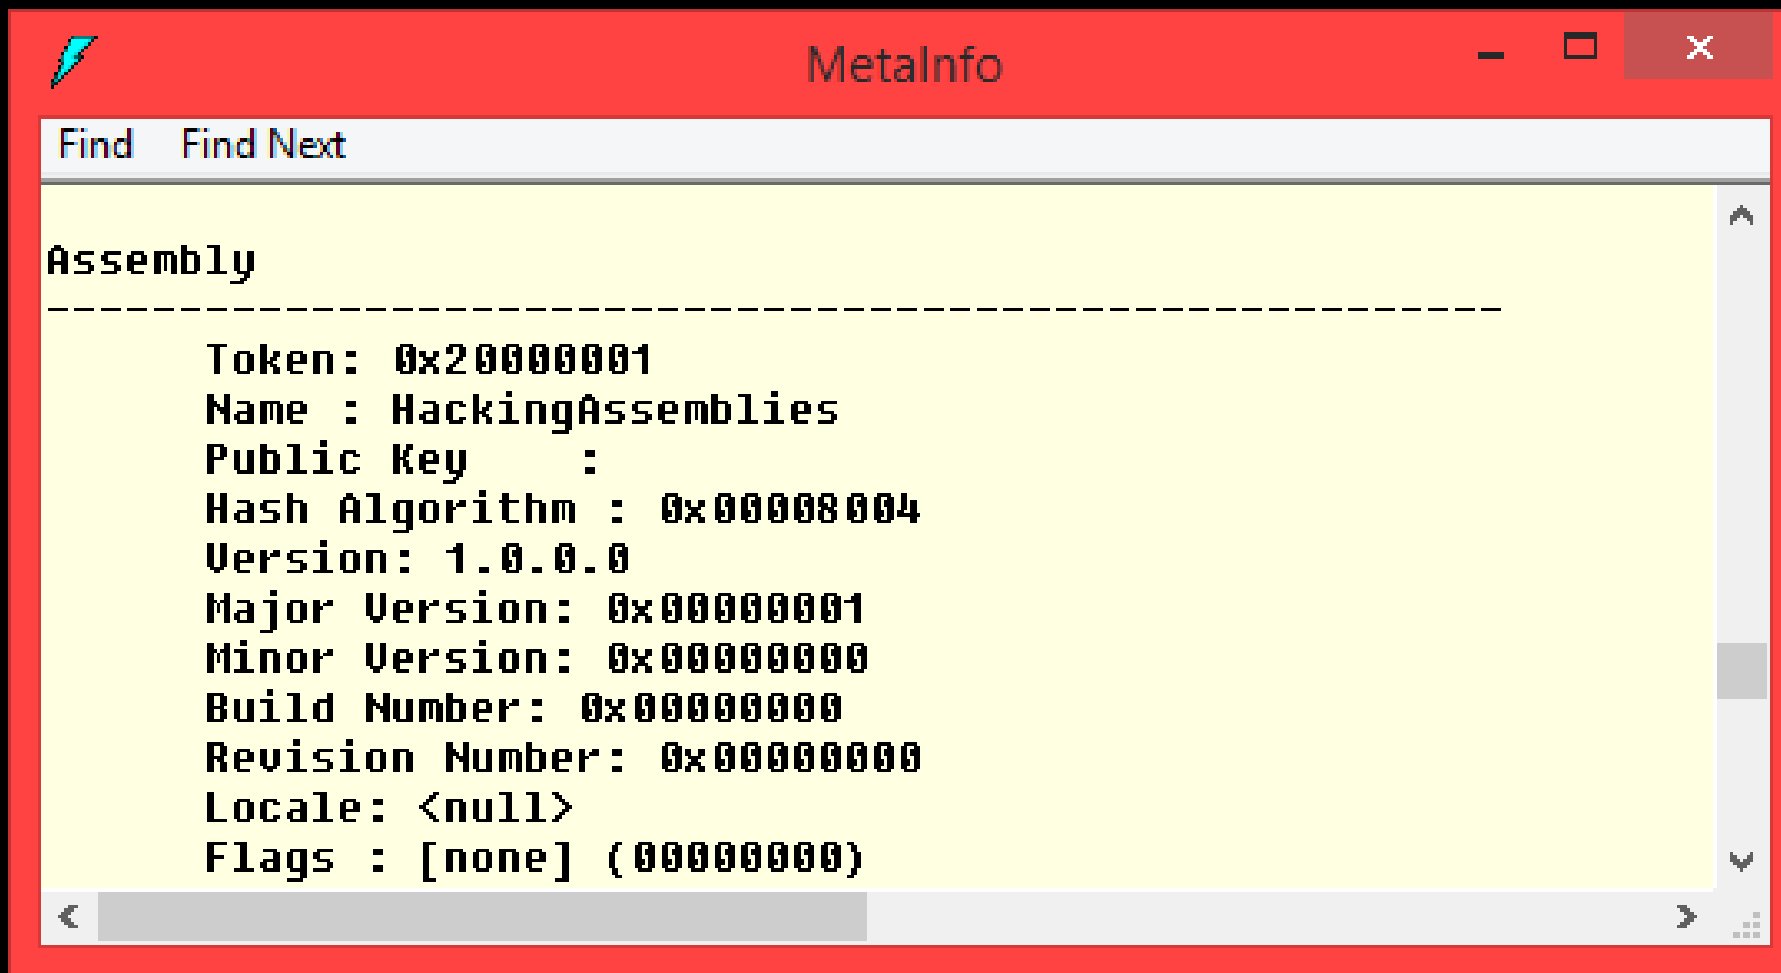 MetaInfo
Find Find Next
Assembly
-------------------------------------------------------
Token: 0x20000001
Name : HackingAssemblies
Public Key    :
Hash Algorithm : 0x00008004
Version: 1.0.0.0
Major Version: 0x00000001
Minor Version: 0x00000000
Build Number: 0x00000000
Revision Number: 0x00000000
Locale: <null>
Flags : [none] (00000000)